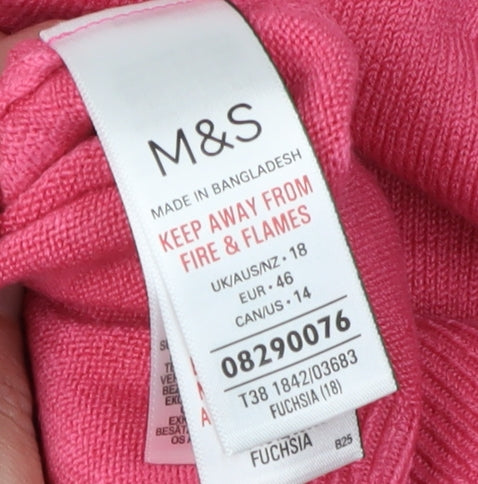 M&S
MADE IN BANGLADESH
KEEP AWAY FROM
FIRE & FLAMES
UK/AUS/NZ • 18
EUR • 46
CAN/US • 14
08290076
T38 1842/03683
FUCHSIA (18)
FUCHSIA
B25